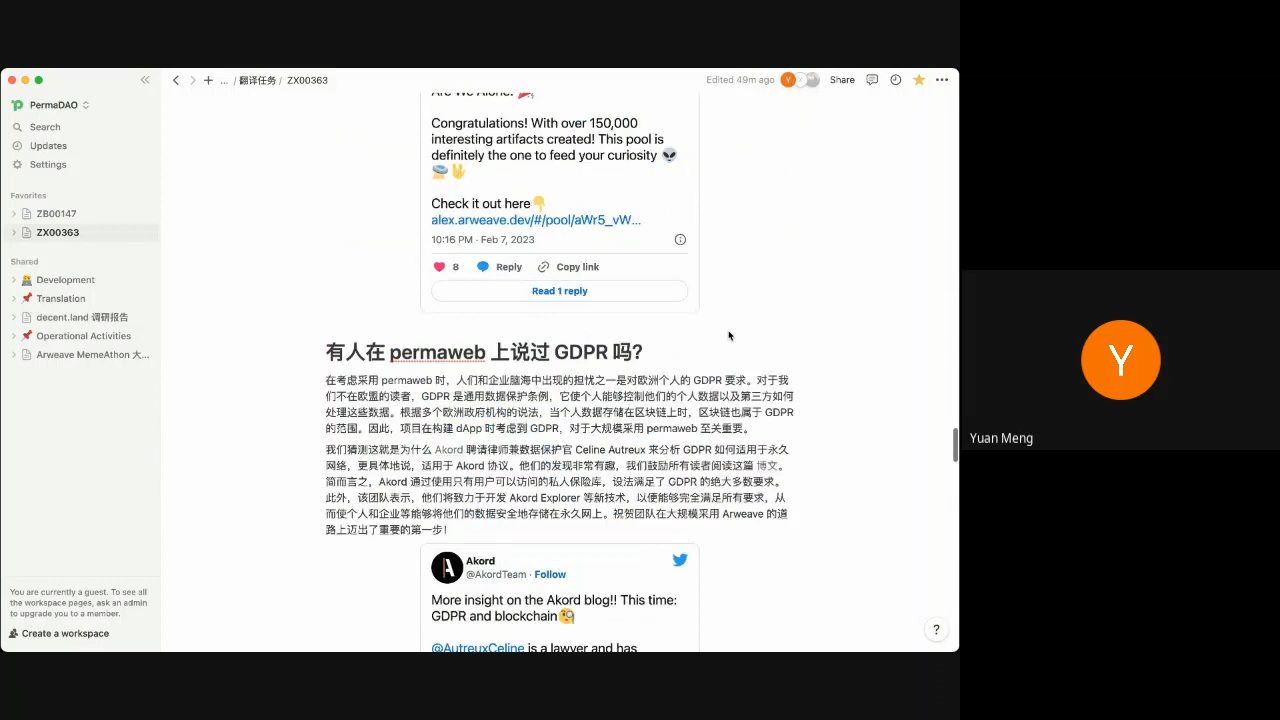 ... / 翻译任务 / ZX00363
Edited 49m ago
Y
Share
PermaDAO
Search
Updates
Settings
Favorites
ZB00147
ZX00363
Shared
Development
Translation
decent.land 调研报告
Operational Activities
Arweave MemeAthon 大...
You are currently a guest. To see all
the workspace pages, ask an admin
to upgrade you to a member.
Create a workspace
Are We Alone?
Congratulations! With over 150,000
interesting artifacts created! This pool is
definitely the one to feed your curiosity 👽
Check it out here👇
alex.arweave.dev/#/pool/aWr5_vW...
10:16 PM · Feb 7, 2023
8 Reply Copy link
Read 1 reply
有人在 permaweb 上说过 GDPR 吗?
在考虑采用 permaweb 时，人们和企业脑海中出现的担忧之一是对欧洲个人的 GDPR 要求。对于我
们不在欧盟的读者，GDPR 是通用数据保护条例，它使个人能够控制他们的个人数据以及第三方如何
处理这些数据。根据多个欧洲政府机构的说法，当个人数据存储在区块链上时，区块链也属于 GDPR
的范围。因此，项目在构建 dApp 时考虑到 GDPR，对于大规模采用 permaweb 至关重要。
我们猜测这就是为什么 Akord 聘请律师兼数据保护官 Celine Autreux 来分析 GDPR 如何适用于永久
网络，更具体地说，适用于 Akord 协议。他们的发现非常有趣，我们鼓励所有读者阅读这篇 博文。
简而言之，Akord 通过使用只有用户可以访问的私人保险库，设法满足了 GDPR 的绝大多数要求。
此外，该团队表示，他们将致力于开发 Akord Explorer 等新技术，以便能够完全满足所有要求，从
而使个人和企业等能够将他们的数据安全地存储在永久网上。祝贺团队在大规模采用 Arweave 的道
路上迈出了重要的第一步！
Akord
@AkordTeam · Follow
More insight on the Akord blog!! This time:
GDPR and blockchain🧐
@AutreuxCeline is a lawyer and has
?
Y
Yuan Meng